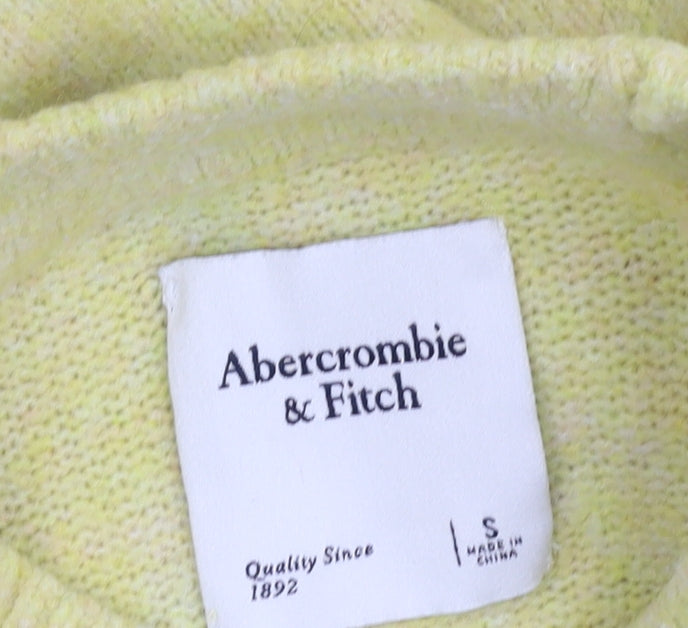 Abercrombie
& Fitch
Quality Since
1892
S
MADE IN
CHINA